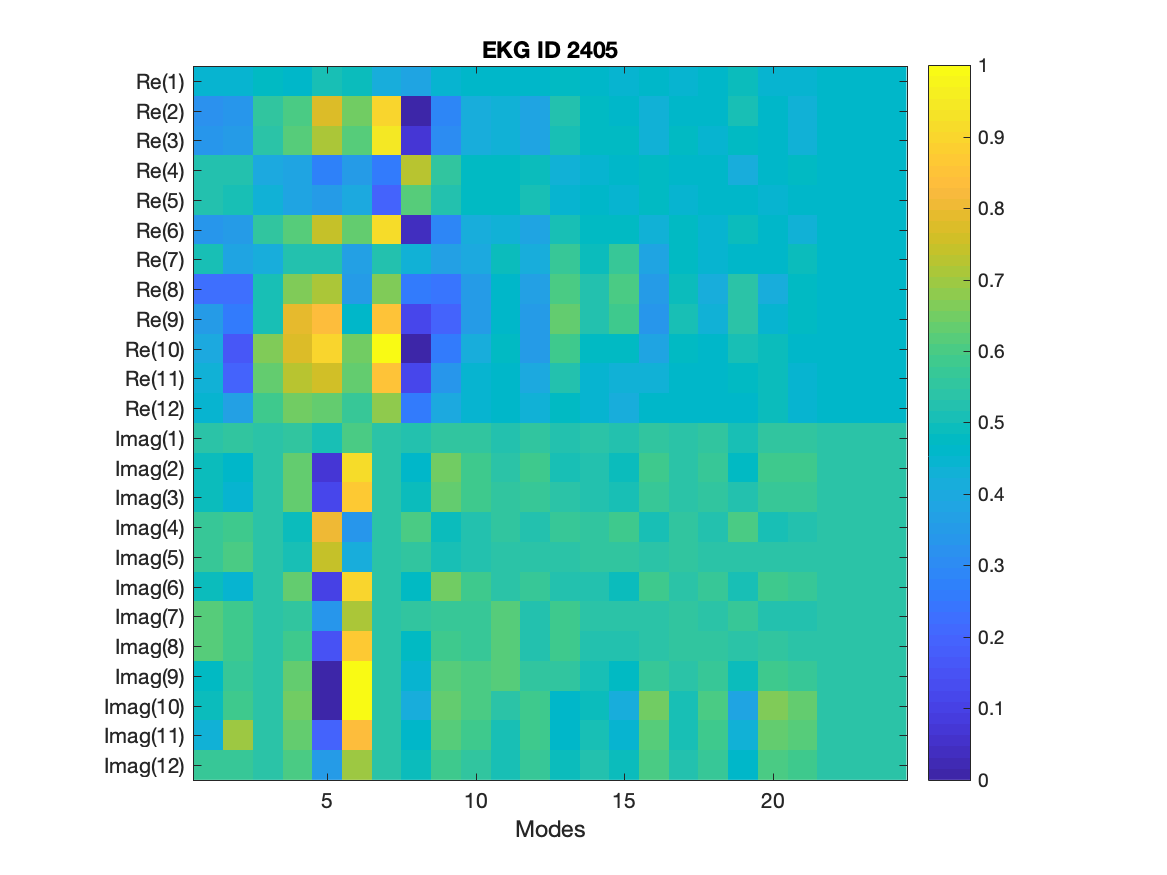 EKG ID 2405
Re(1)
Re(2)
Re(3)
Re(4)
Re(5)
Re(6)
Re(7)
Re(8)
Re(9)
Re(10)
Re(11)
Re(12)
Imag(1)
Imag(2)
Imag(3)
Imag(4)
Imag(5)
Imag(6)
Imag(7)
Imag(8)
Imag(9)
Imag(10)
Imag(11)
Imag(12)
5 10 15 20
Modes
1
0.9
0.8
0.7
0.6
0.5
0.4
0.3
0.2
0.1
0